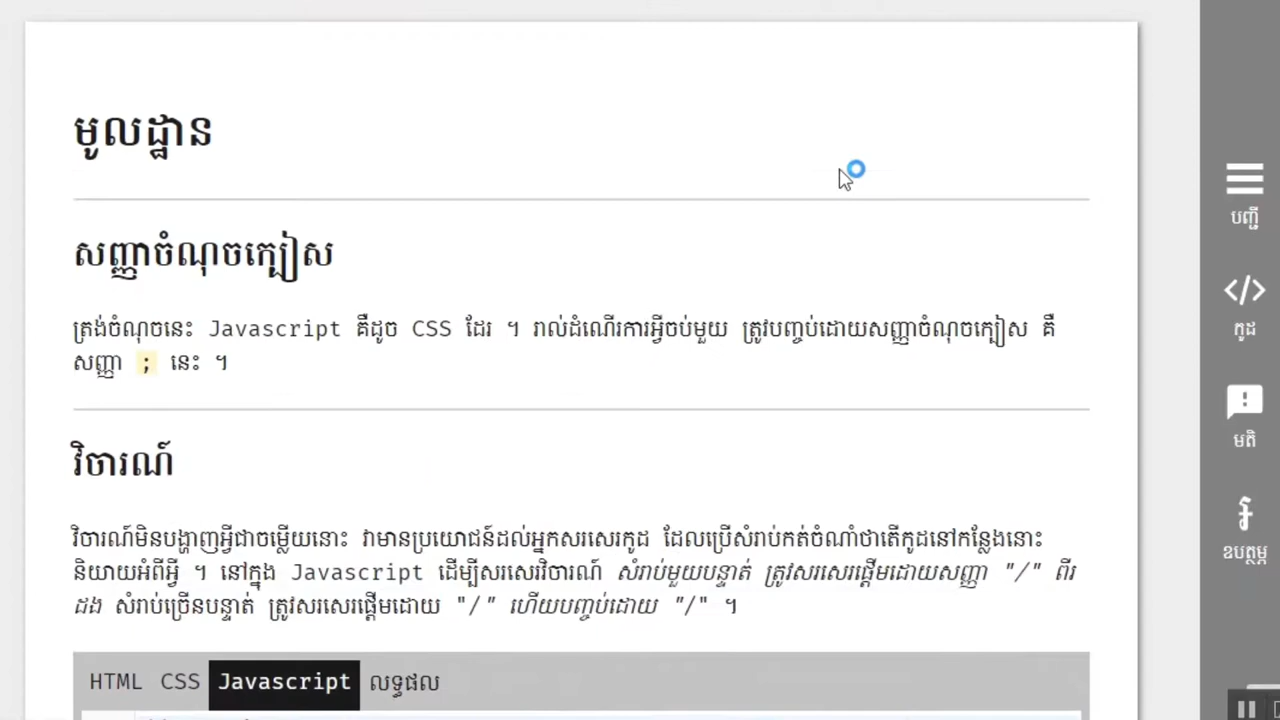 មូលដ្ឋាន
សញ្ញាចំណុចក្បៀស
ត្រង់ចំណុចនេះ Javascript គឺដូច CSS ដែរ ។ រាល់ដំណើរការអ្វីចប់មួយ ត្រូវបញ្ចប់ដោយសញ្ញាចំណុចក្បៀស គឺ
សញ្ញា ; នេះ ។
វិចារណ៍
វិចារណ៍មិនបង្ហាញអ្វីជាចម្លើយនោះ វាមានប្រយោជន៍ដល់អ្នកសរសេរកូដ ដែលប្រើសំរាប់កត់ចំណាំថាតើកូដនៅកន្លែងនោះ
និយាយអំពីអ្វី ។ នៅក្នុង Javascript ដើម្បីសរសេរវិចារណ៍ សំរាប់មួយបន្ទាត់ ត្រូវសរសេរផ្តើមដោយសញ្ញា "/" ពីរ
ដង សំរាប់ច្រើនបន្ទាត់ ត្រូវសរសេរផ្តើមដោយ "/" ហើយបញ្ចប់ដោយ "/" ។
HTML CSS Javascript លទ្ធផល
បញ្ជី
កូដ
មតិ
ឧបត្ថម្ភ